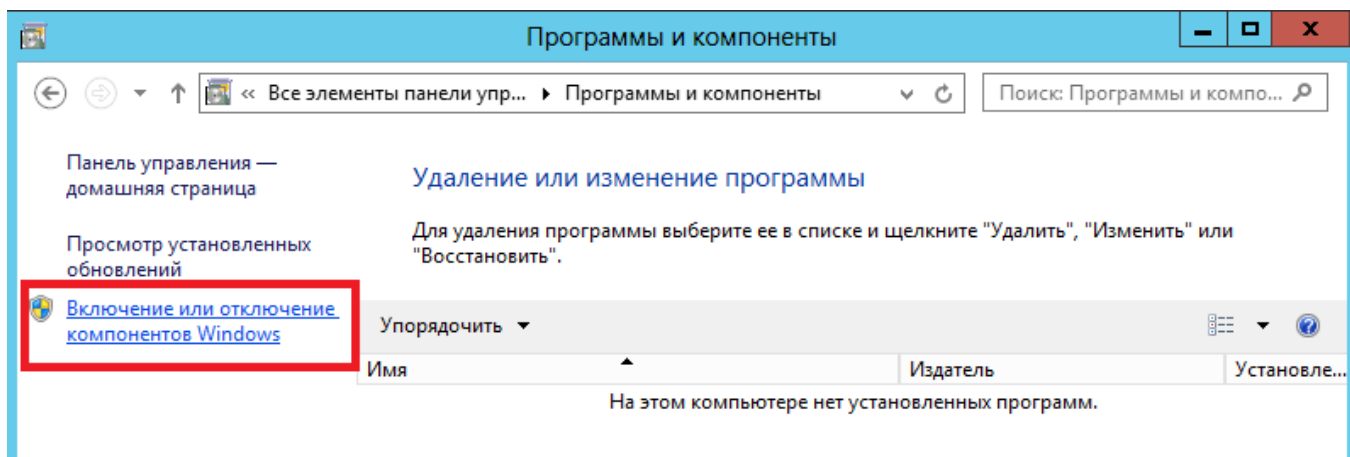 Программы и компоненты
« Все элементы панели упр... Программы и компоненты
Поиск: Программы и компо...
Панель управления —
домашняя страница
Просмотр установленных
обновлений
Включение или отключение
компонентов Windows
Удаление или изменение программы
Для удаления программы выберите ее в списке и щелкните "Удалить", "Изменить" или
"Восстановить".
Упорядочить
Имя Издатель Установле...
На этом компьютере нет установленных программ.